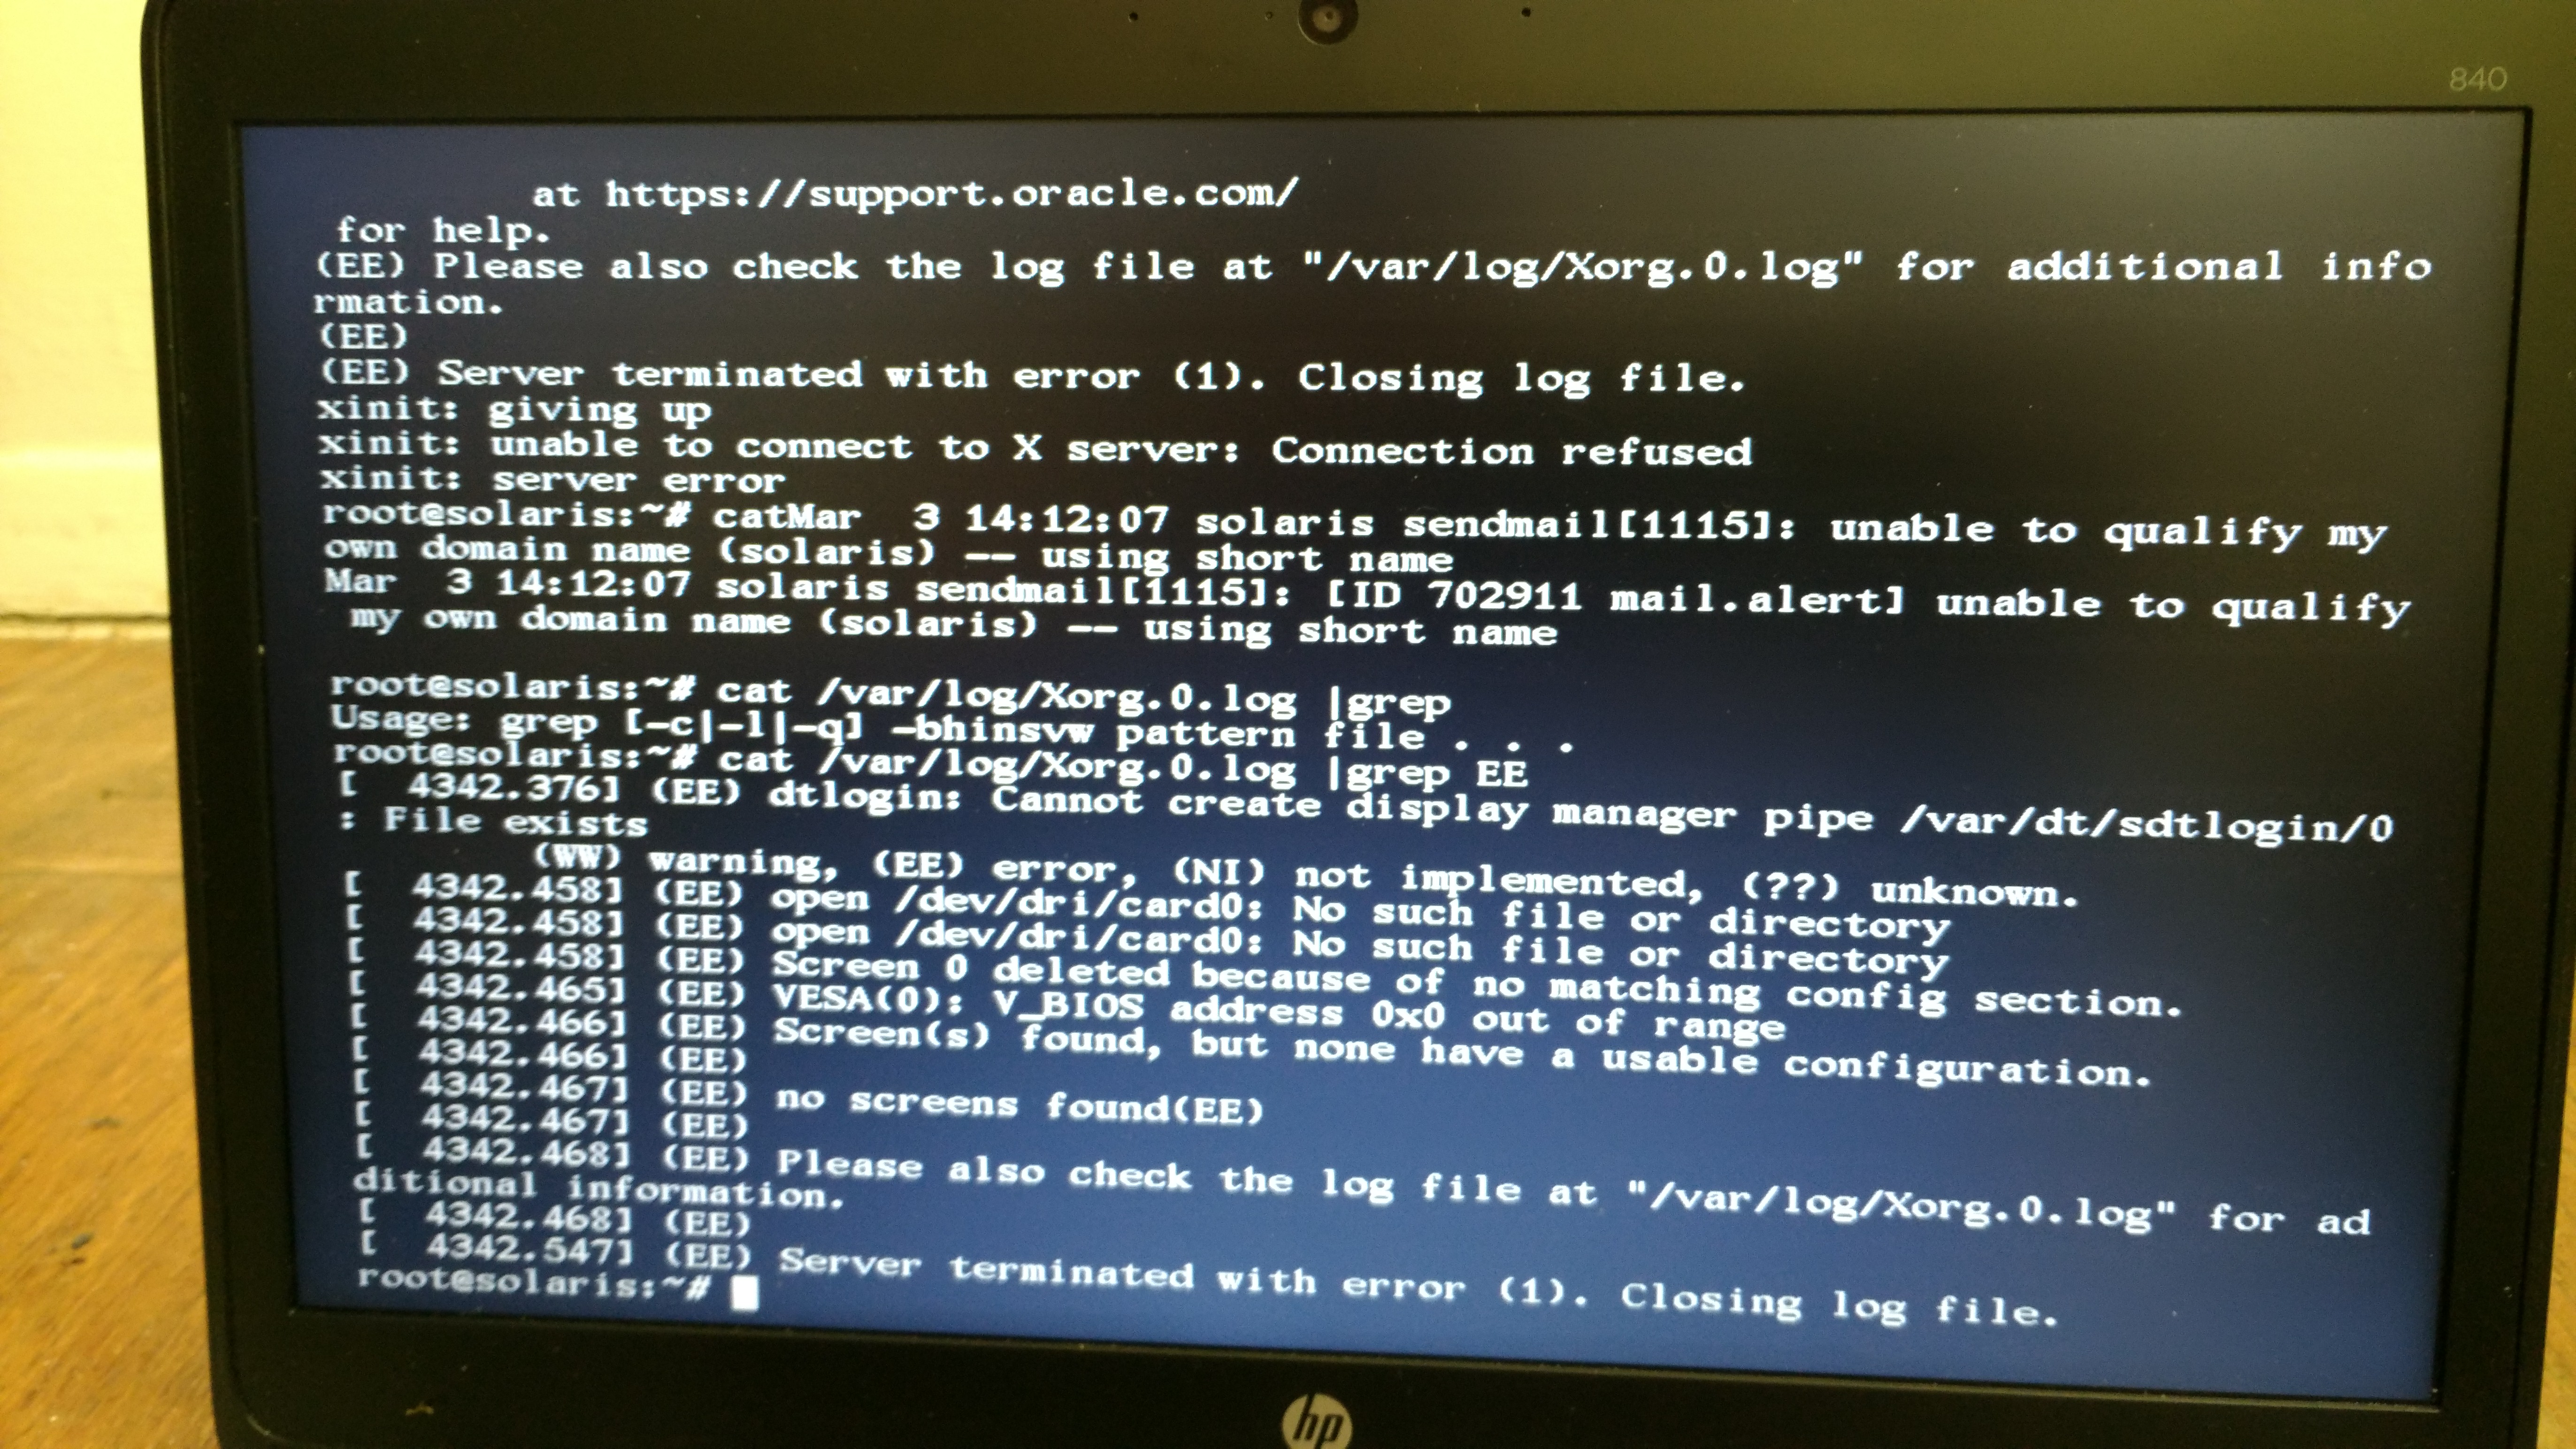 840
at https://support.oracle.com/
for help.
(EE) Please also check the log file at "/var/log/Xorg.0.log" for additional info
rmation.
(EE)
(EE) Server terminated with error (1). Closing log file.
xinit: giving up
xinit: unable to connect to X server: Connection refused
xinit: server error
root@solaris:~# catMar  3 14:12:07 solaris sendmail[1115]: unable to qualify my
own domain name (solaris) -- using short name
Mar  3 14:12:07 solaris sendmail[1115]: [ID 702911 mail.alert] unable to qualify
my own domain name (solaris) -- using short name
root@solaris:~# cat /var/log/Xorg.0.log |grep
Usage: grep [-c|-l|-q] -bhinsvw pattern file . . .
root@solaris:~# cat /var/log/Xorg.0.log |grep EE
[  4342.376] (EE) dtlogin: Cannot create display manager pipe /var/dt/sdtlogin/0
: File exists
(WW) warning, (EE) error, (NI) not implemented, (??) unknown.
[  4342.458] (EE) open /dev/dri/card0: No such file or directory
[  4342.458] (EE) open /dev/dri/card0: No such file or directory
[  4342.458] (EE) Screen 0 deleted because of no matching config section.
[  4342.465] (EE) VESA(0): V_BIOS address 0x0 out of range
[  4342.466] (EE) Screen(s) found, but none have a usable configuration.
[  4342.466] (EE)
[  4342.467] (EE) no screens found(EE)
[  4342.467] (EE)
[  4342.468] (EE) Please also check the log file at "/var/log/Xorg.0.log" for ad
ditional information.
[  4342.468] (EE)
[  4342.547] (EE) Server terminated with error (1). Closing log file.
root@solaris:~#
hp